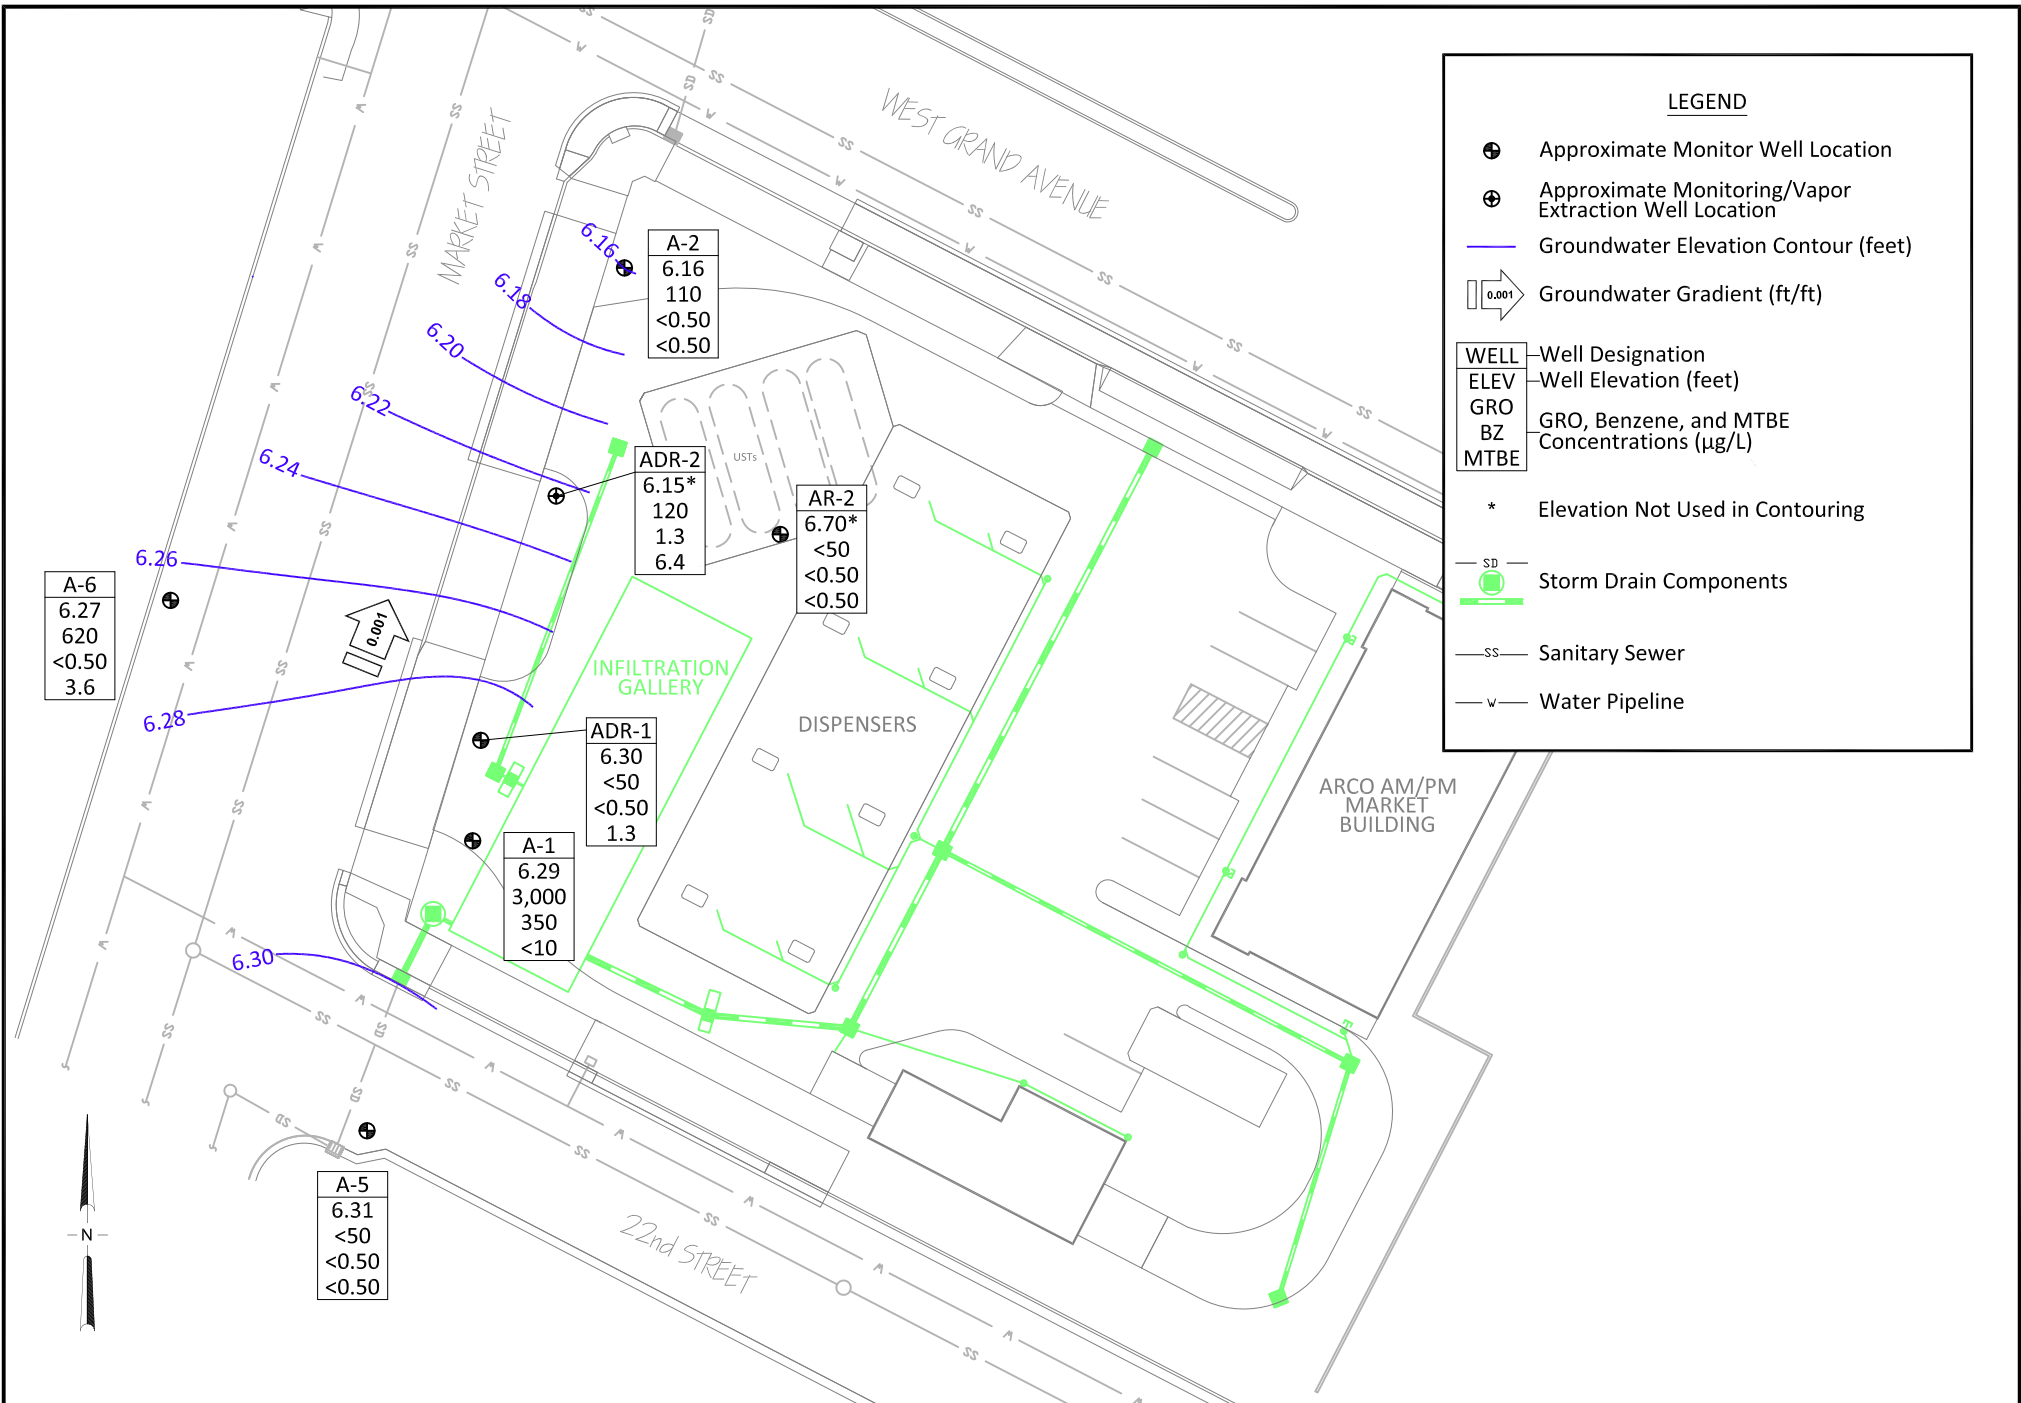 WEST GRAND AVENUE
MARKET STREET
6.16
6.18
6.20
6.22
6.24
6.26
6.28
6.30
A-2
6.16
110
<0.50
<0.50
USTs
ADR-2
6.15*
120
1.3
6.4
AR-2
6.70*
<50
<0.50
<0.50
A-6
6.27
620
<0.50
3.6
0.001
INFILTRATION
GALLERY
DISPENSERS
ADR-1
6.30
<50
<0.50
1.3
A-1
6.29
3,000
350
<10
ARCO AM/PM
MARKET
BUILDING
A-5
6.31
<50
<0.50
<0.50
22nd STREET
N
LEGEND
Approximate Monitor Well Location
Approximate Monitoring/Vapor
Extraction Well Location
Groundwater Elevation Contour (feet)
0.001
Groundwater Gradient (ft/ft)
WELL
Well Designation
ELEV
Well Elevation (feet)
GRO
BZ
MTBE
GRO, Benzene, and MTBE
Concentrations (µg/L)
* Elevation Not Used in Contouring
SD
Storm Drain Components
SS
Sanitary Sewer
W
Water Pipeline